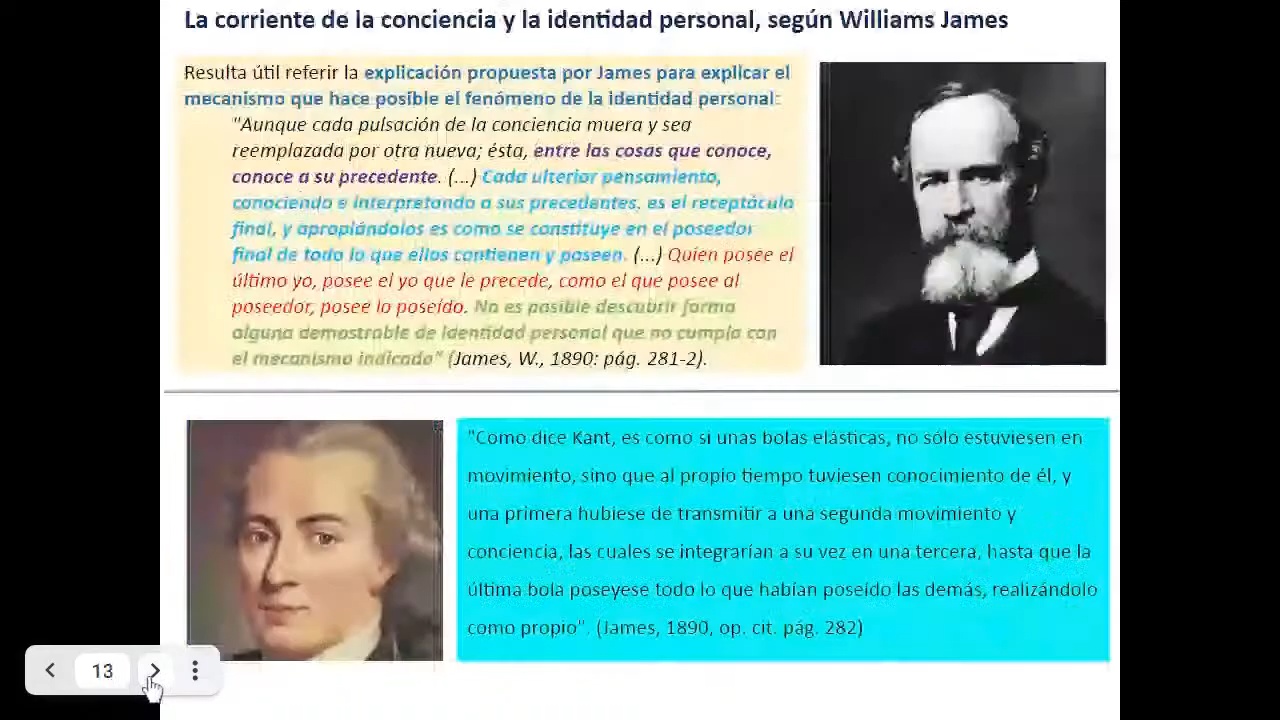 La corriente de la conciencia y la identidad personal, según Williams James
Resulta útil referir la explicación propuesta por James para explicar el
mecanismo que hace posible el fenómeno de la identidad personal:
"Aunque cada pulsación de la conciencia muera y sea
reemplazada por otra nueva; ésta, entre las cosas que conoce,
conoce a su precedente. (...) Cada ulterior pensamiento,
conociendo e interpretando a sus precedentes, es el receptáculo
final, y apropiándolos es como se constituye en el poseedor
final de todo lo que ellos contienen y poseen. (...) Quien posee el
último yo, posee el yo que le precede, como el que posee al
poseedor, posee lo poseído. No es posible descubrir forma
alguna demostrable de identidad personal que no cumpla con
el mecanismo indicado" (James, W., 1890: pág. 281-2).
"Como dice Kant, es como si unas bolas elásticas, no sólo estuviesen en
movimiento, sino que al propio tiempo tuviesen conocimiento de él, y
una primera hubiese de transmitir a una segunda movimiento y
conciencia, las cuales se integrarían a su vez en una tercera, hasta que la
última bola poseyese todo lo que habían poseído las demás, realizándolo
como propio". (James, 1890, op. cit. pág. 282)
13